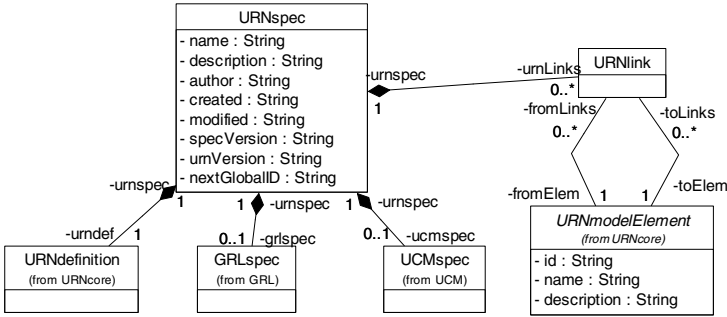 URNspec
- name : String
- description : String
- author : String
- created : String
- modified : String
- specVersion : String
- urnVersion : String
- nextGlobalID : String
-urnspec
1
-urnLinks
0..*
URNlink
-fromLinks
0..*
-toLinks
0..*
-fromElem
1
1
-toElem
-urnspec
1
-urndef
1
1
-urnspec
0..1
-grlspec
1
-urnspec
0..1
-ucmspec
URNdefinition
(from URNcore)
GRLspec
(from GRL)
UCMspec
(from UCM)
URNmodelElement
(from URNcore)
- id : String
- name : String
- description : String